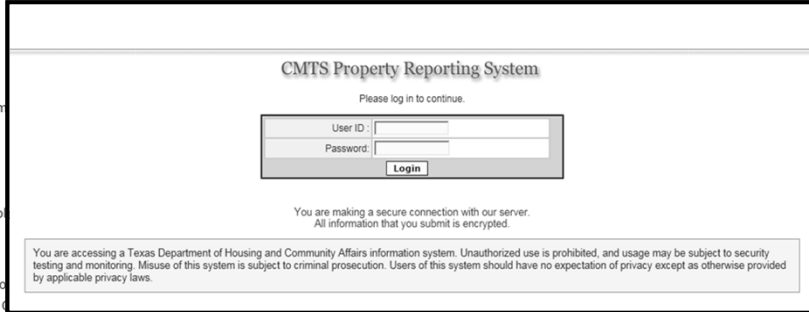 CMTS Property Reporting System
Please log in to continue.
User ID :
Password:
Login
You are making a secure connection with our server.
All information that you submit is encrypted.
You are accessing a Texas Department of Housing and Community Affairs information system. Unauthorized use is prohibited, and usage may be subject to security
testing and monitoring. Misuse of this system is subject to criminal prosecution. Users of this system should have no expectation of privacy except as otherwise provided
by applicable privacy laws.